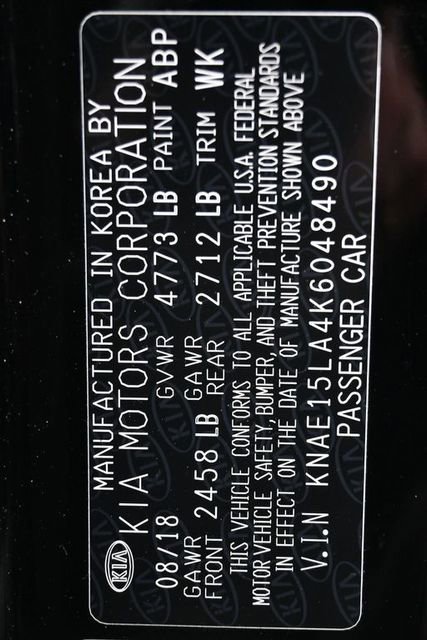 MANUFACTURED IN KOREA BY
KIA KIA MOTORS CORPORATION
08/18 GVWR 4773 LB PAINT ABP
GAWR FRONT 2458 LB GAWR REAR 2712 LB TRIM WK
THIS VEHICLE CONFORMS TO ALL APPLICABLE U.S.A. FEDERAL
MOTOR VEHICLE SAFETY, BUMPER, AND THEFT PREVENTION STANDARDS
IN EFFECT ON THE DATE OF MANUFACTURE SHOWN ABOVE
V.I.N KNAE15LA4K6048490
PASSENGER CAR